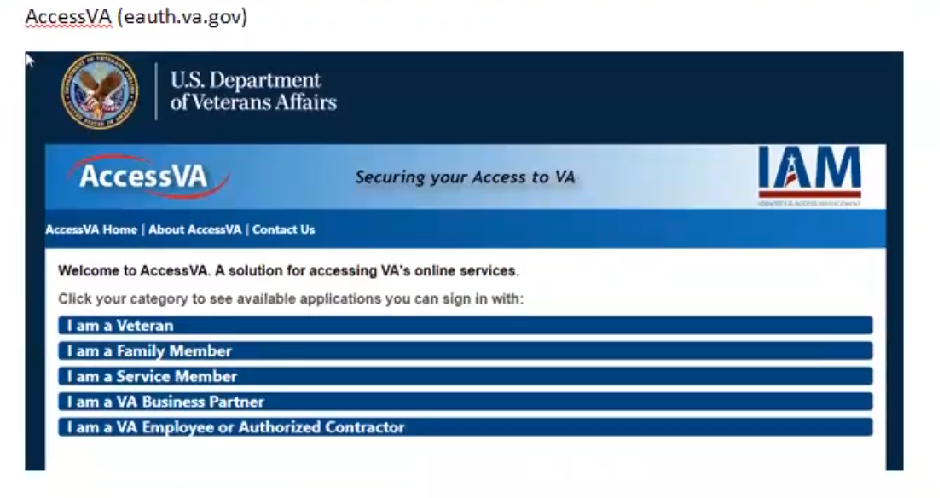 AccessVA (eauth.va.gov)
U.S. Department
of Veterans Affairs
AccessVA
Securing your Access to VA
IAM
IDENTITY & ACCESS MANAGEMENT
AccessVA Home | About AccessVA | Contact Us
Welcome to AccessVA. A solution for accessing VA's online services.
Click your category to see available applications you can sign in with:
I am a Veteran
I am a Family Member
I am a Service Member
I am a VA Business Partner
I am a VA Employee or Authorized Contractor